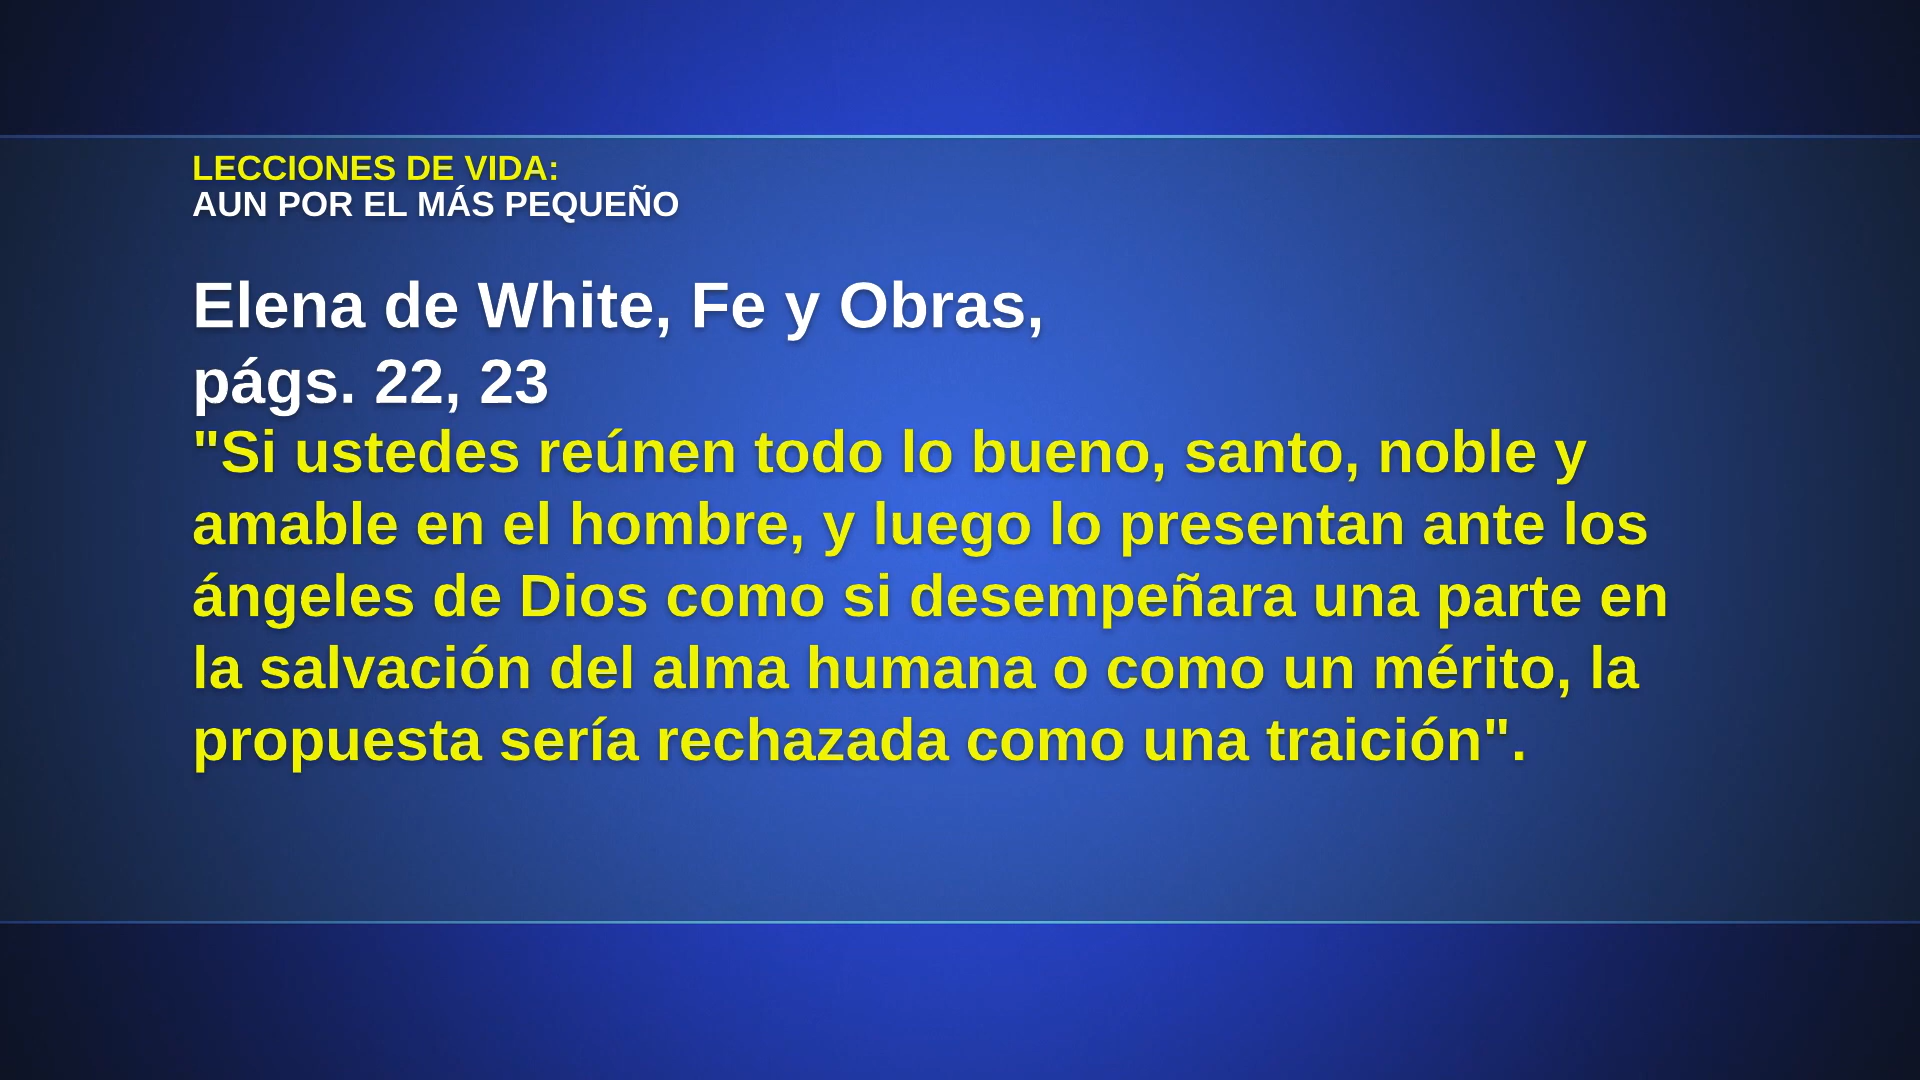 LECCIONES DE VIDA:
AUN POR EL MÁS PEQUEÑO
Elena de White, Fe y Obras,
págs. 22, 23
"Si ustedes reúnen todo lo bueno, santo, noble y
amable en el hombre, y luego lo presentan ante los
ángeles de Dios como si desempeñara una parte en
la salvación del alma humana o como un mérito, la
propuesta sería rechazada como una traición".